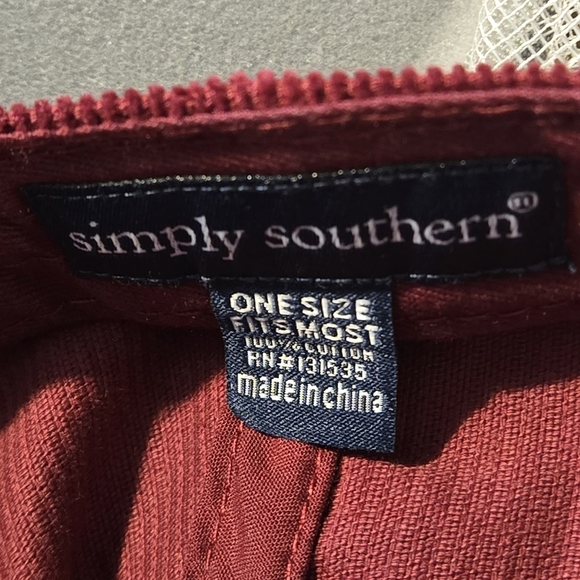 simply southern®
ONE SIZE
FITS MOST
100% COTTON
RN#131535
made in china